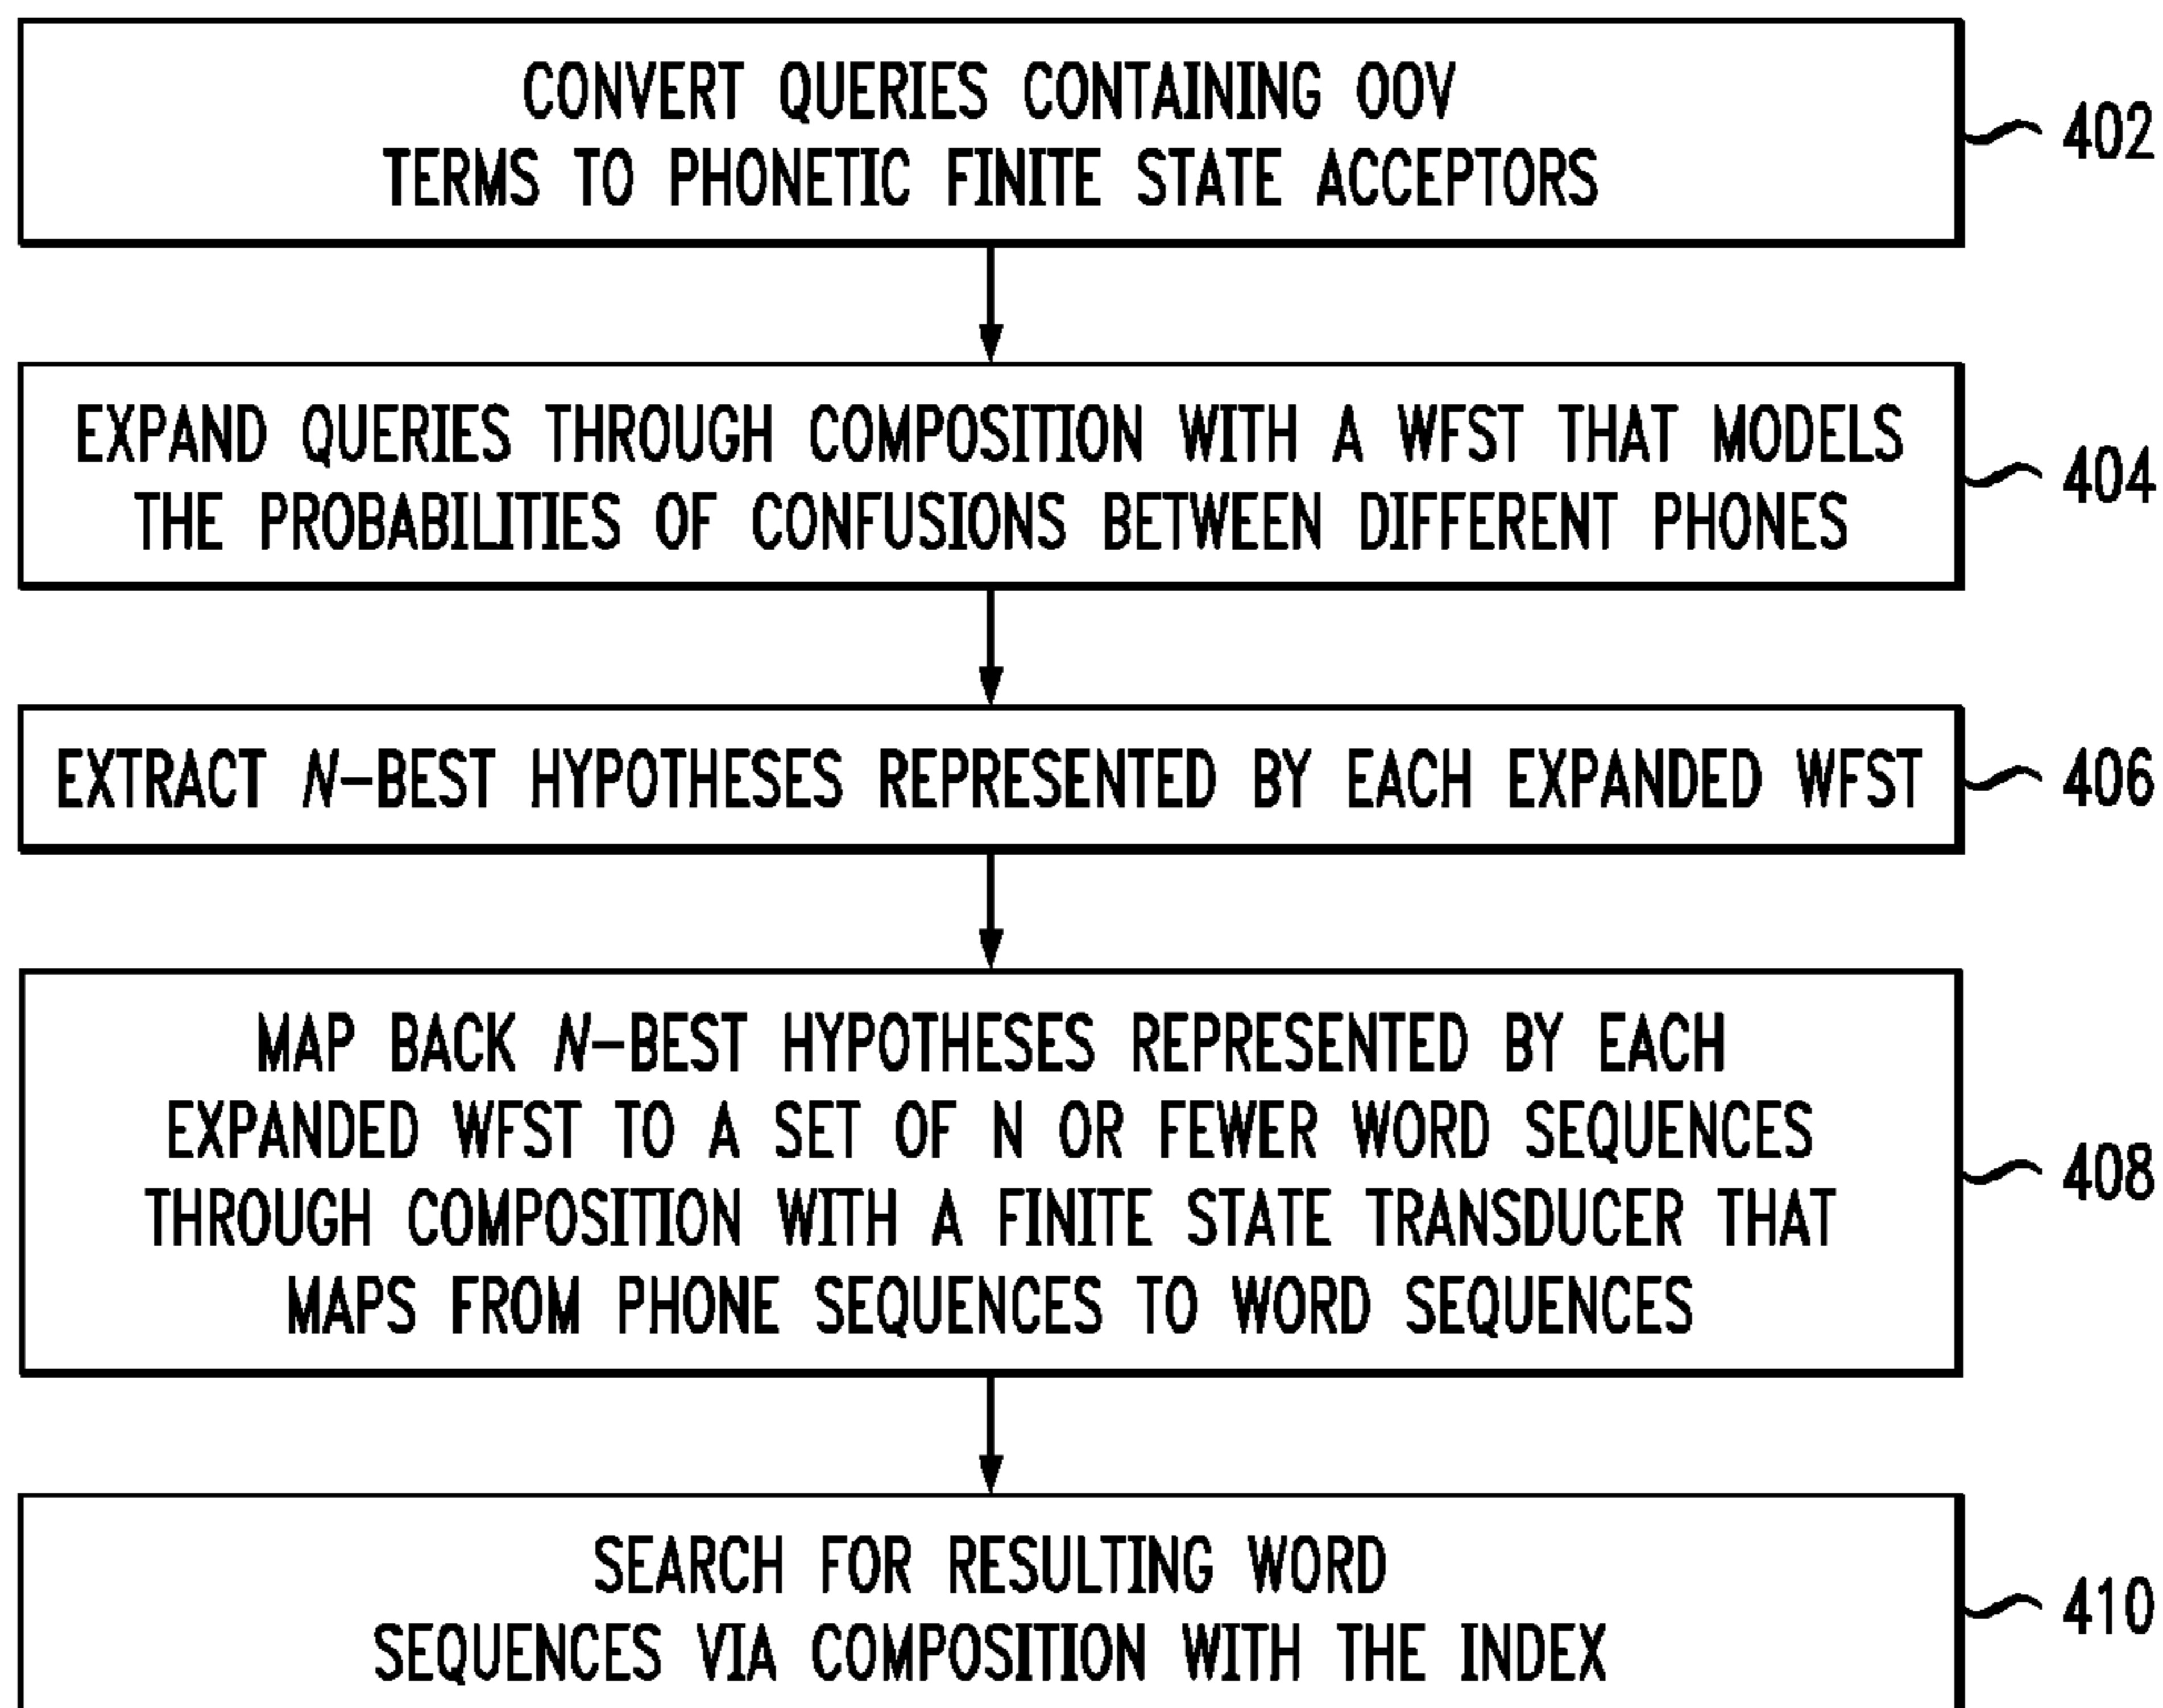 CONVERT QUERIES CONTAINING OOV
TERMS TO PHONETIC FINITE STATE ACCEPTORS
402
EXPAND QUERIES THROUGH COMPOSITION WITH A WFST THAT MODELS
THE PROBABILITIES OF CONFUSIONS BETWEEN DIFFERENT PHONES
404
EXTRACT N-BEST HYPOTHESES REPRESENTED BY EACH EXPANDED WFST
406
MAP BACK N-BEST HYPOTHESES REPRESENTED BY EACH
EXPANDED WFST TO A SET OF N OR FEWER WORD SEQUENCES
THROUGH COMPOSITION WITH A FINITE STATE TRANSDUCER THAT
MAPS FROM PHONE SEQUENCES TO WORD SEQUENCES
408
SEARCH FOR RESULTING WORD
SEQUENCES VIA COMPOSITION WITH THE INDEX
410